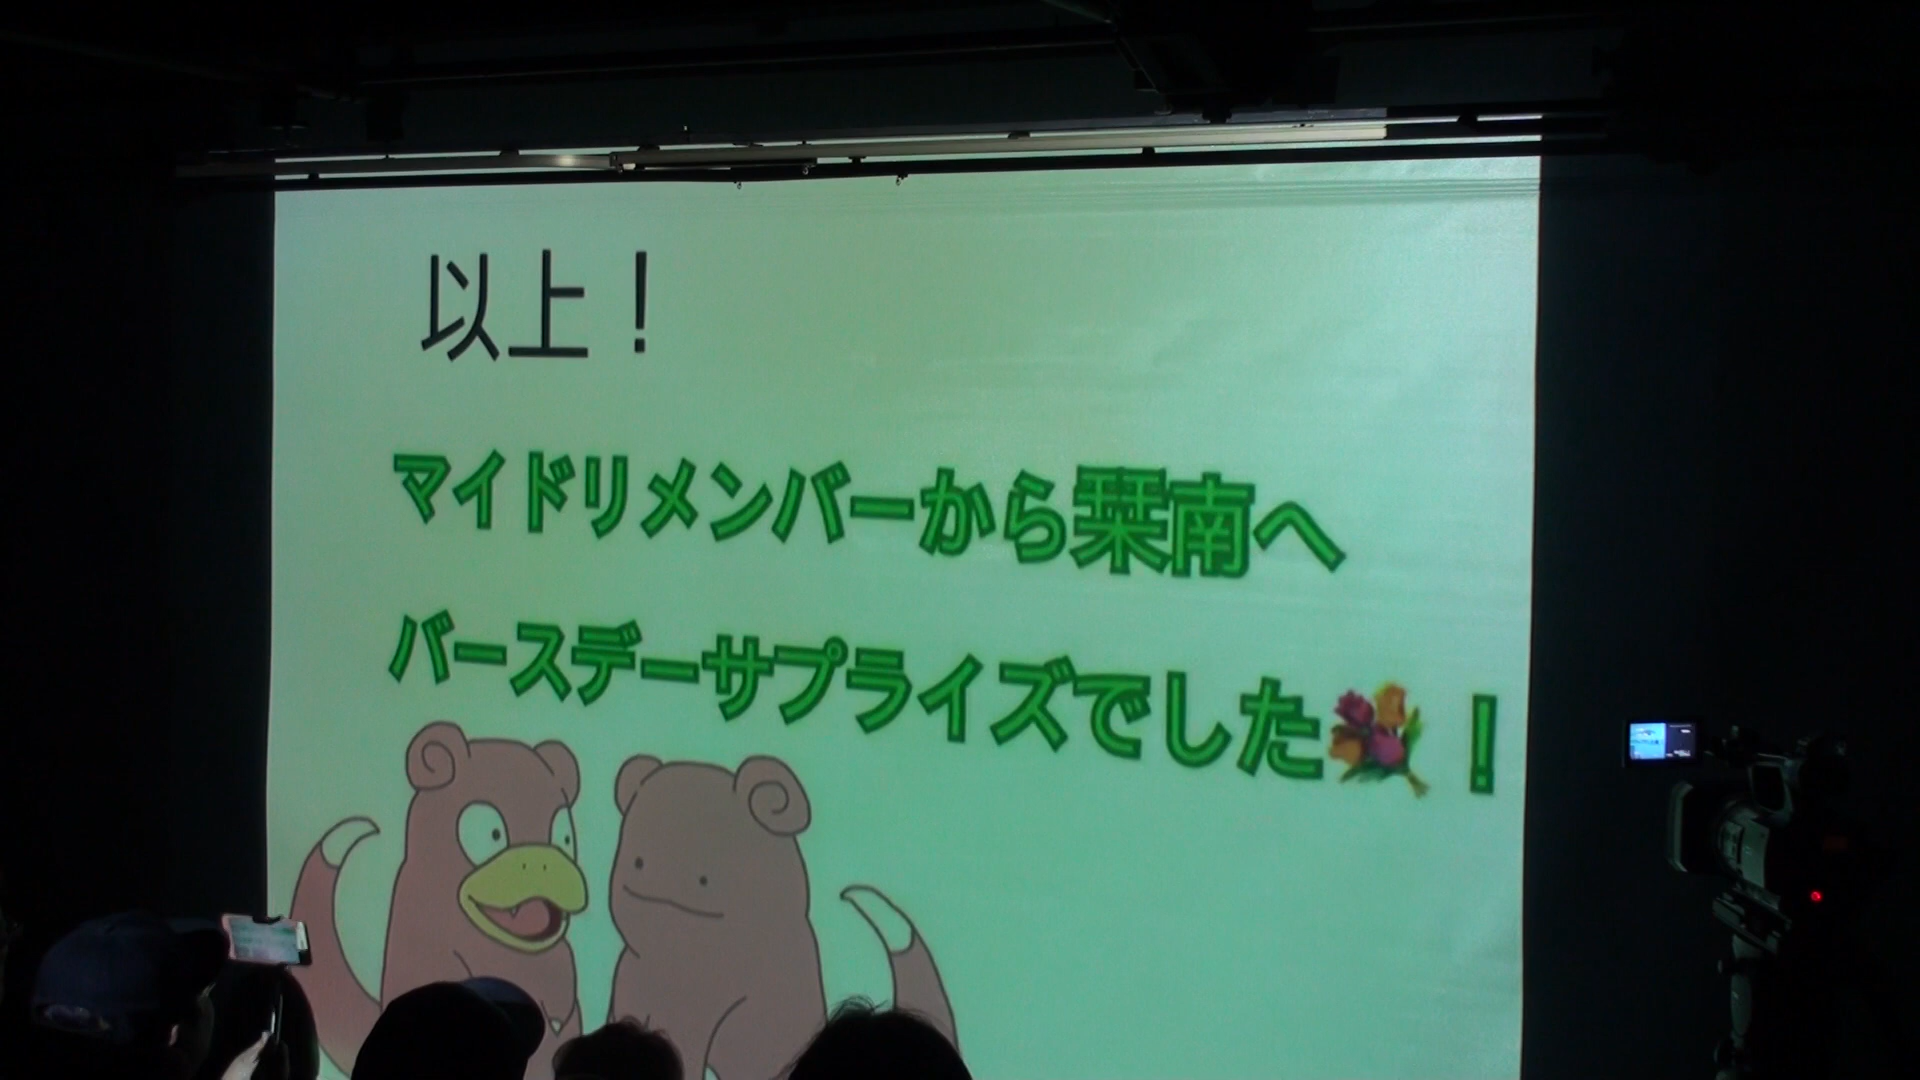 以上！
マイドリメンバーから栞南へ
バースデーサプライズでした💐！